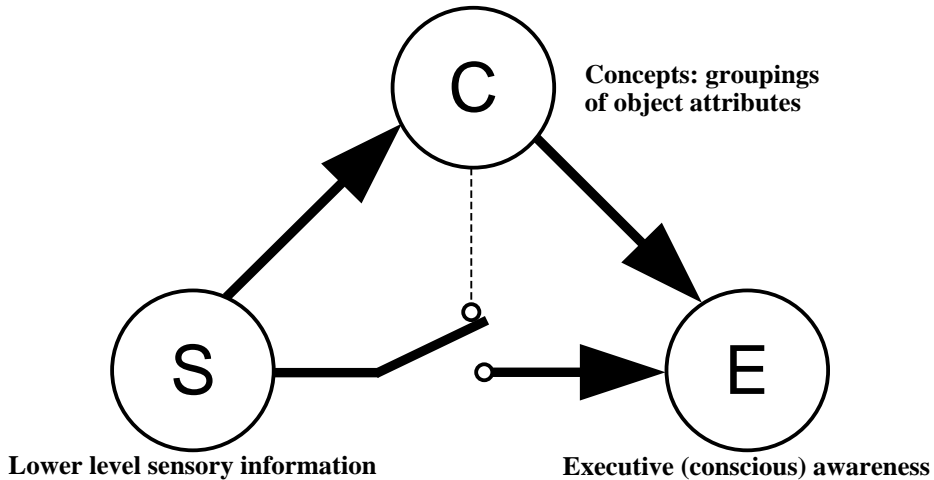 C
Concepts: groupings
of object attributes
S
E
Lower level sensory information
Executive (conscious) awareness